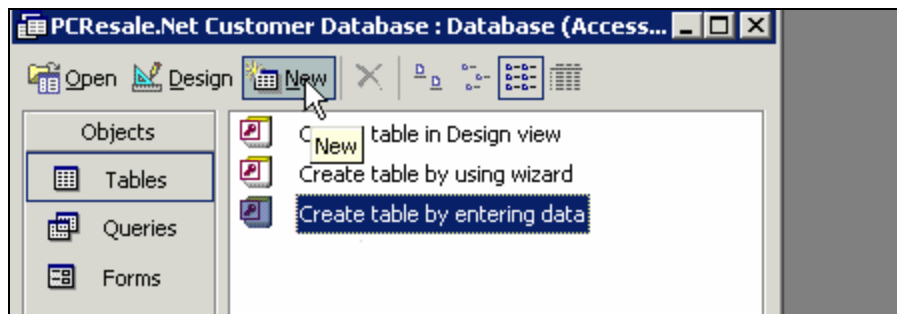 PCResale.Net Customer Database : Database (Access...
Open Design New
Objects
Tables
Queries
Forms
New
table in Design view
Create table by using wizard
Create table by entering data